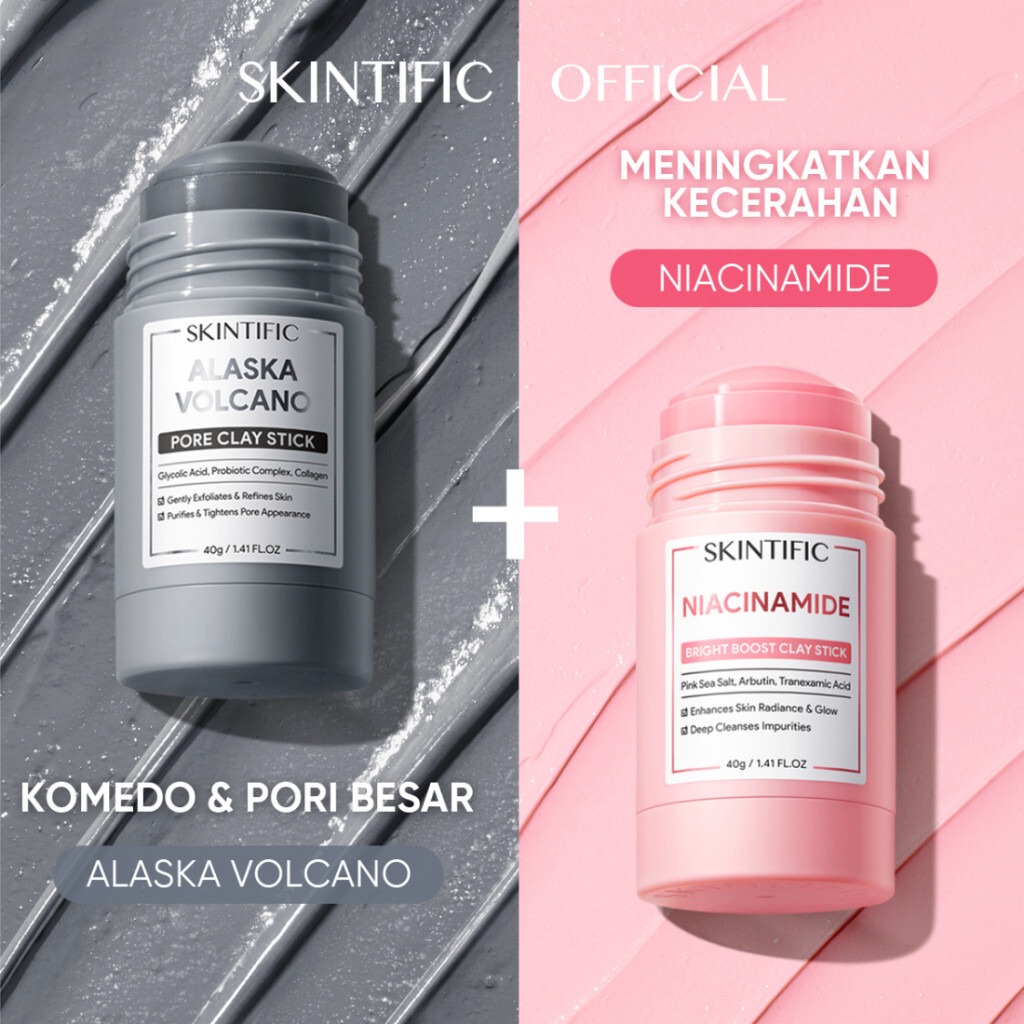 SKINTIFIC | OFFICIAL
SKINTIFIC
ALASKA
VOLCANO
PORE CLAY STICK
Glycolic Acid, Probiotic Complex, Collagen
Gently Exfoliates & Refines Skin
Purifies & Tightens Pore Appearance
40g / 1.41 FL.OZ
KOMEDO & PORI BESAR
ALASKA VOLCANO
MENINGKATKAN
KECERAHAN
NIACINAMIDE
+
SKINTIFIC
NIACINAMIDE
BRIGHT BOOST CLAY STICK
Pink Sea Salt, Arbutin, Tranexamic Acid
Enhances Skin Radiance & Glow
Deep Cleanses Impurities
40g / 1.41 FL.OZ